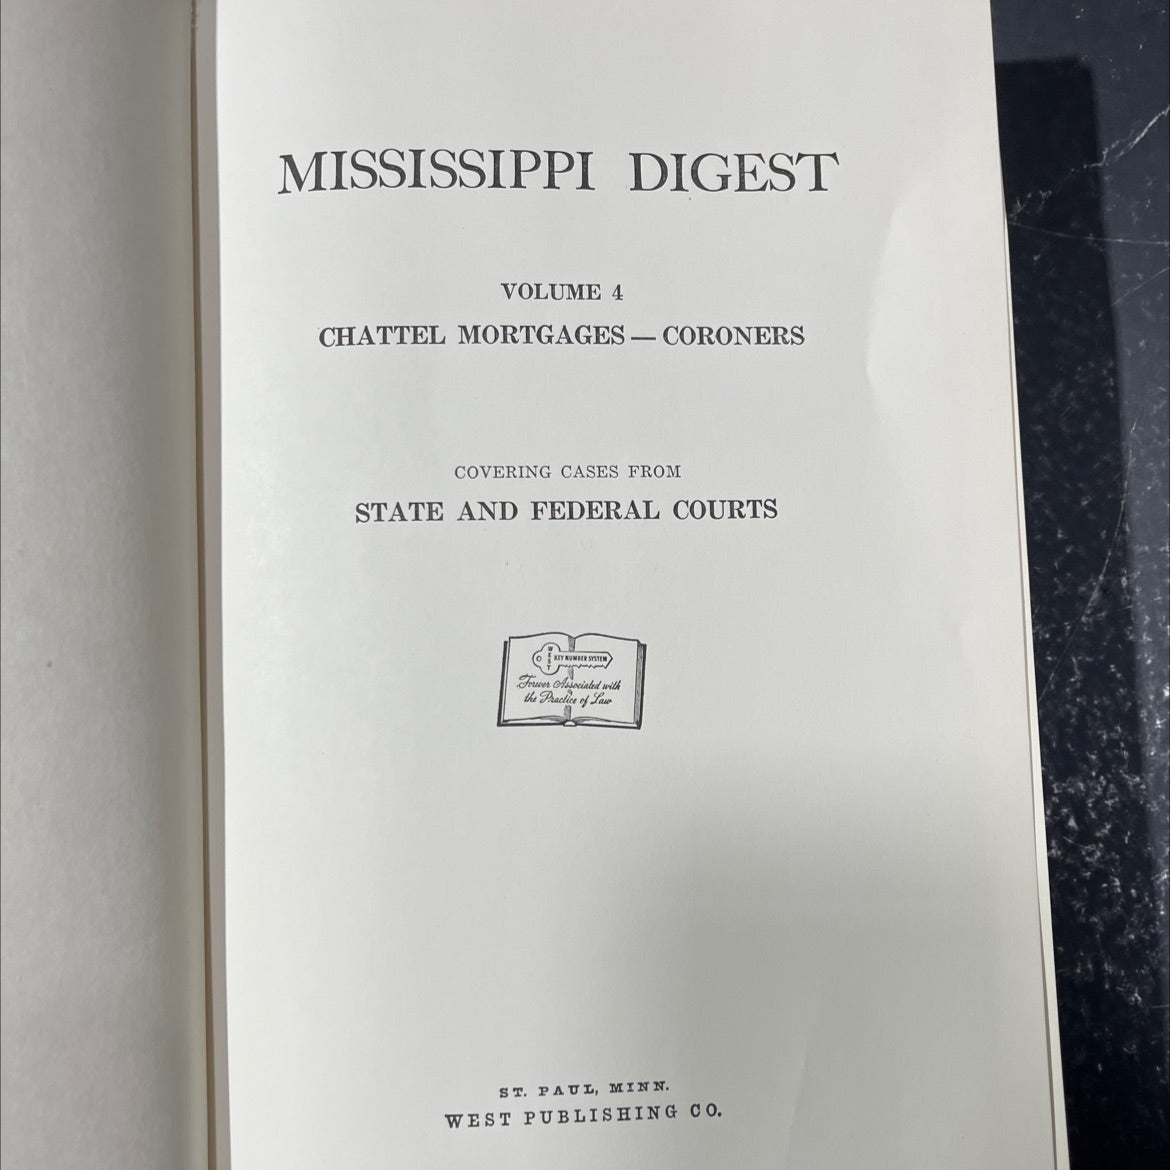 MISSISSIPPI DIGEST
VOLUME 4
CHATTEL MORTGAGES — CORONERS
COVERING CASES FROM
STATE AND FEDERAL COURTS
WEST
KEY NUMBER SYSTEM
Forever Associated with
the Practice of Law
ST. PAUL, MINN.
WEST PUBLISHING CO.